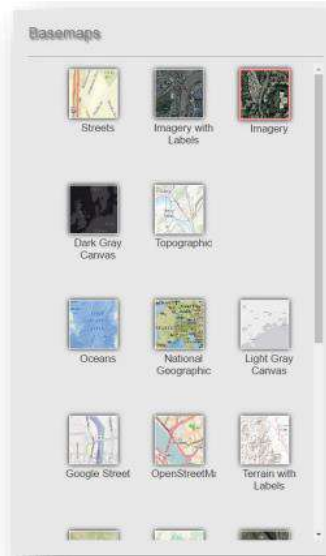 Basemaps
Streets
Imagery with
Labels
Imagery
Dark Gray
Canvas
Topographic
Oceans
National
Geographic
Light Gray
Canvas
Google Street
OpenStreetMa
Terrain with
Labels